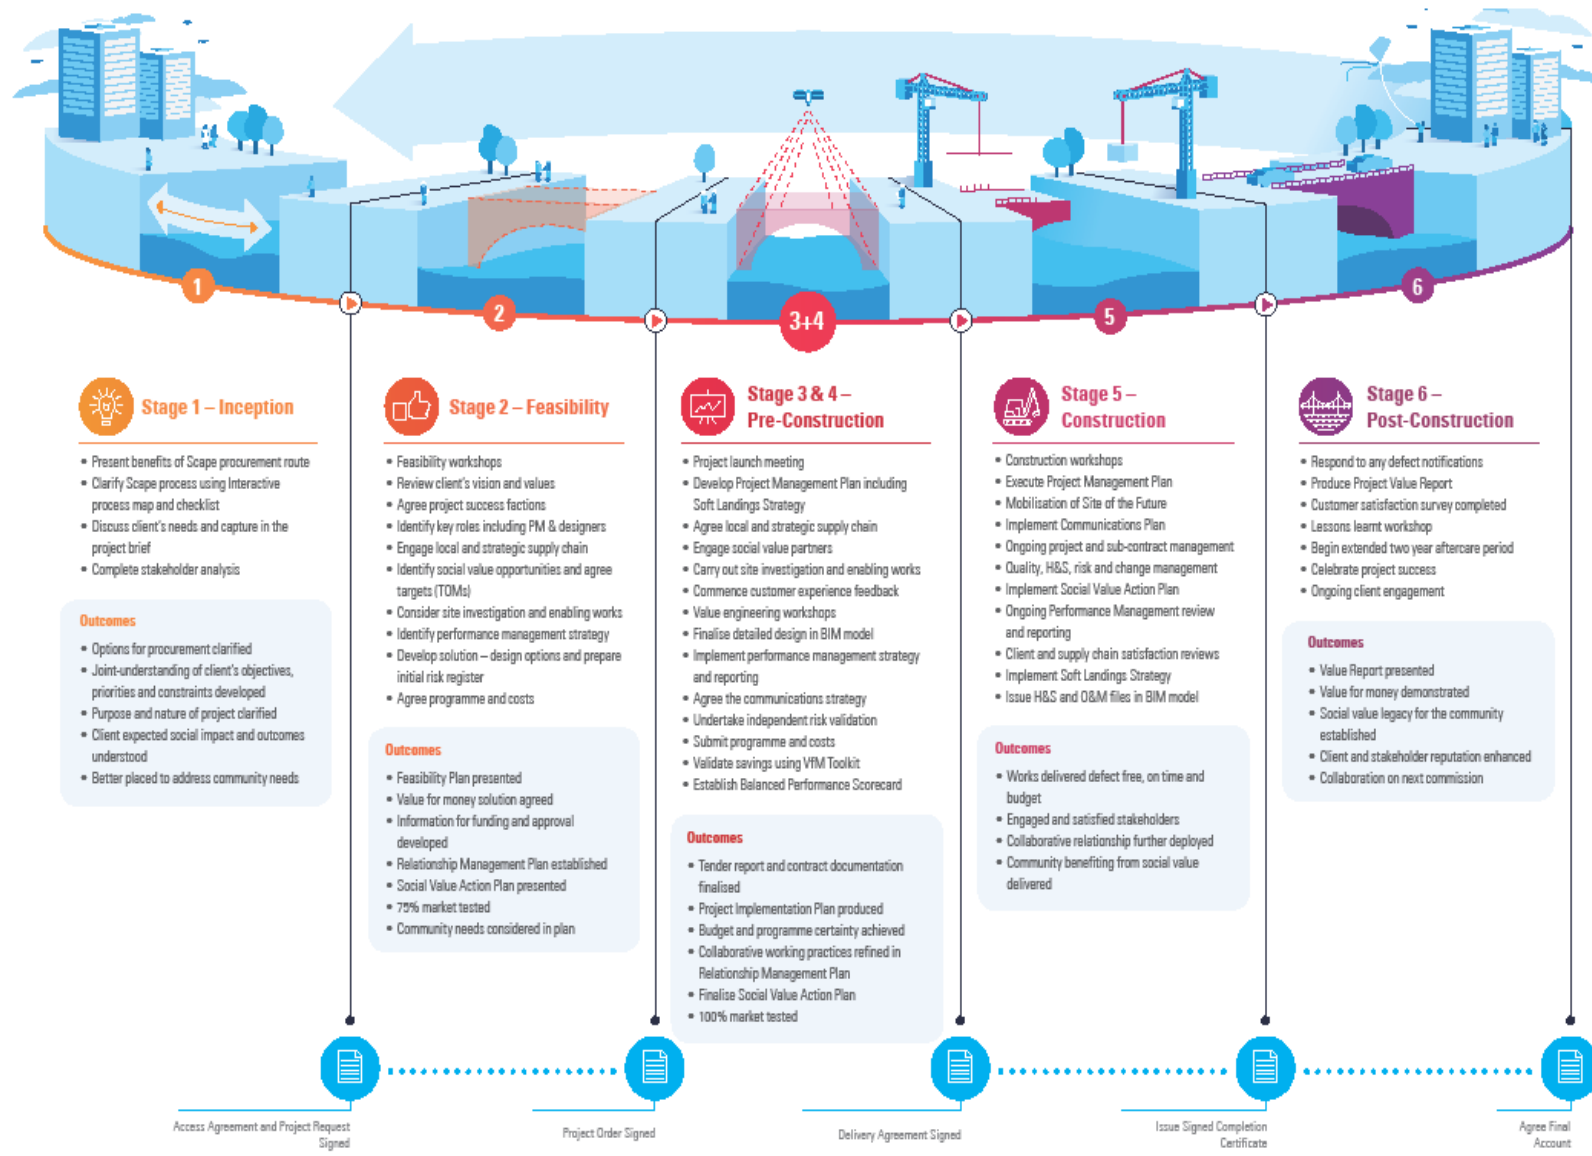 1
2
3+4
5
6
Stage 1 – Inception
• Present benefits of Scape procurement route
• Clarify Scape process using Interactive
process map and checklist
• Discuss client's needs and capture in the
project brief
• Complete stakeholder analysis
Outcomes
• Options for procurement clarified
• Joint-understanding of client's objectives,
priorities and constraints developed
• Purpose and nature of project clarified
• Client expected social impact and outcomes
understood
• Better placed to address community needs
Stage 2 – Feasibility
• Feasibility workshops
• Review client's vision and values
• Agree project success factions
• Identify key roles including PM & designers
• Engage local and strategic supply chain
• Identify social value opportunities and agree
targets (TOMs)
• Consider site investigation and enabling works
• Identify performance management strategy
• Develop solution – design options and prepare
initial risk register
• Agree programme and costs
Outcomes
• Feasibility Plan presented
• Value for money solution agreed
• Information for funding and approval
developed
• Relationship Management Plan established
• Social Value Action Plan presented
• 75% market tested
• Community needs considered in plan
Stage 3 & 4 –
Pre-Construction
• Project launch meeting
• Develop Project Management Plan including
Soft Landings Strategy
• Agree local and strategic supply chain
• Engage social value partners
• Carry out site investigation and enabling works
• Commence customer experience feedback
• Value engineering workshops
• Finalise detailed design in BIM model
• Implement performance management strategy
and reporting
• Agree the communications strategy
• Undertake independent risk validation
• Submit programme and costs
• Validate savings using VfM Toolkit
• Establish Balanced Performance Scorecard
Outcomes
• Tender report and contract documentation
finalised
• Project Implementation Plan produced
• Budget and programme certainty achieved
• Collaborative working practices refined in
Relationship Management Plan
• Finalise Social Value Action Plan
• 100% market tested
Stage 5 –
Construction
• Construction workshops
• Execute Project Management Plan
• Mobilisation of Site of the Future
• Implement Communications Plan
• Ongoing project and sub-contract management
• Quality, H&S, risk and change management
• Implement Social Value Action Plan
• Ongoing Performance Management review
and reporting
• Client and supply chain satisfaction reviews
• Implement Soft Landings Strategy
• Issue H&S and O&M files in BIM model
Outcomes
• Works delivered defect free, on time and
budget
• Engaged and satisfied stakeholders
• Collaborative relationship further deployed
• Community benefiting from social value
delivered
Stage 6 –
Post-Construction
• Respond to any defect notifications
• Produce Project Value Report
• Customer satisfaction survey completed
• Lessons learnt workshop
• Begin extended two year aftercare period
• Celebrate project success
• Ongoing client engagement
Outcomes
• Value Report presented
• Value for money demonstrated
• Social value legacy for the community
established
• Client and stakeholder reputation enhanced
• Collaboration on next commission
Access Agreement and Project Request
Signed
Project Order Signed
Delivery Agreement Signed
Issue Signed Completion
Certificate
Agree Final
Account